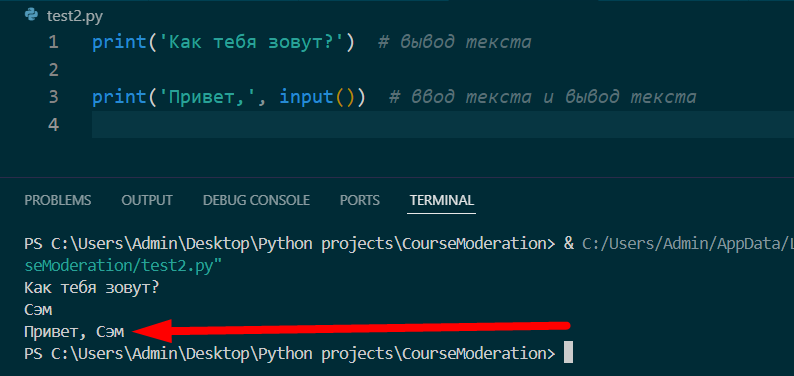 test2.py
1 print('Как тебя зовут?') # вывод текста
2
3 print('Привет,', input()) # ввод текста и вывод текста
4
PROBLEMS OUTPUT DEBUG CONSOLE PORTS TERMINAL
PS C:\Users\Admin\Desktop\Python projects\CourseModeration> & C:/Users/Admin/AppData/L
seModeration/test2.py"
Как тебя зовут?
Сэм
Привет, Сэм
PS C:\Users\Admin\Desktop\Python projects\CourseModeration>